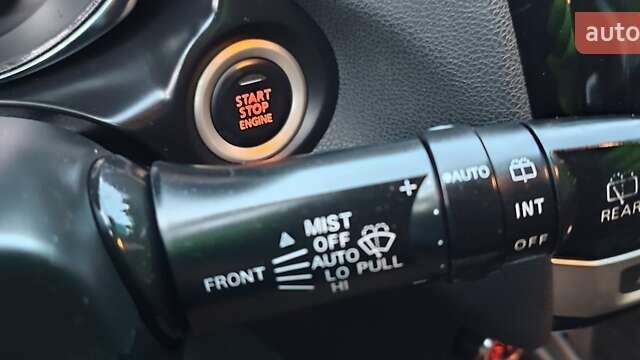 auto
START
STOP
ENGINE
+
•AUTO
INT
OFF
REAR
MIST
OFF
FRONT AUTO PULL
LO
HI